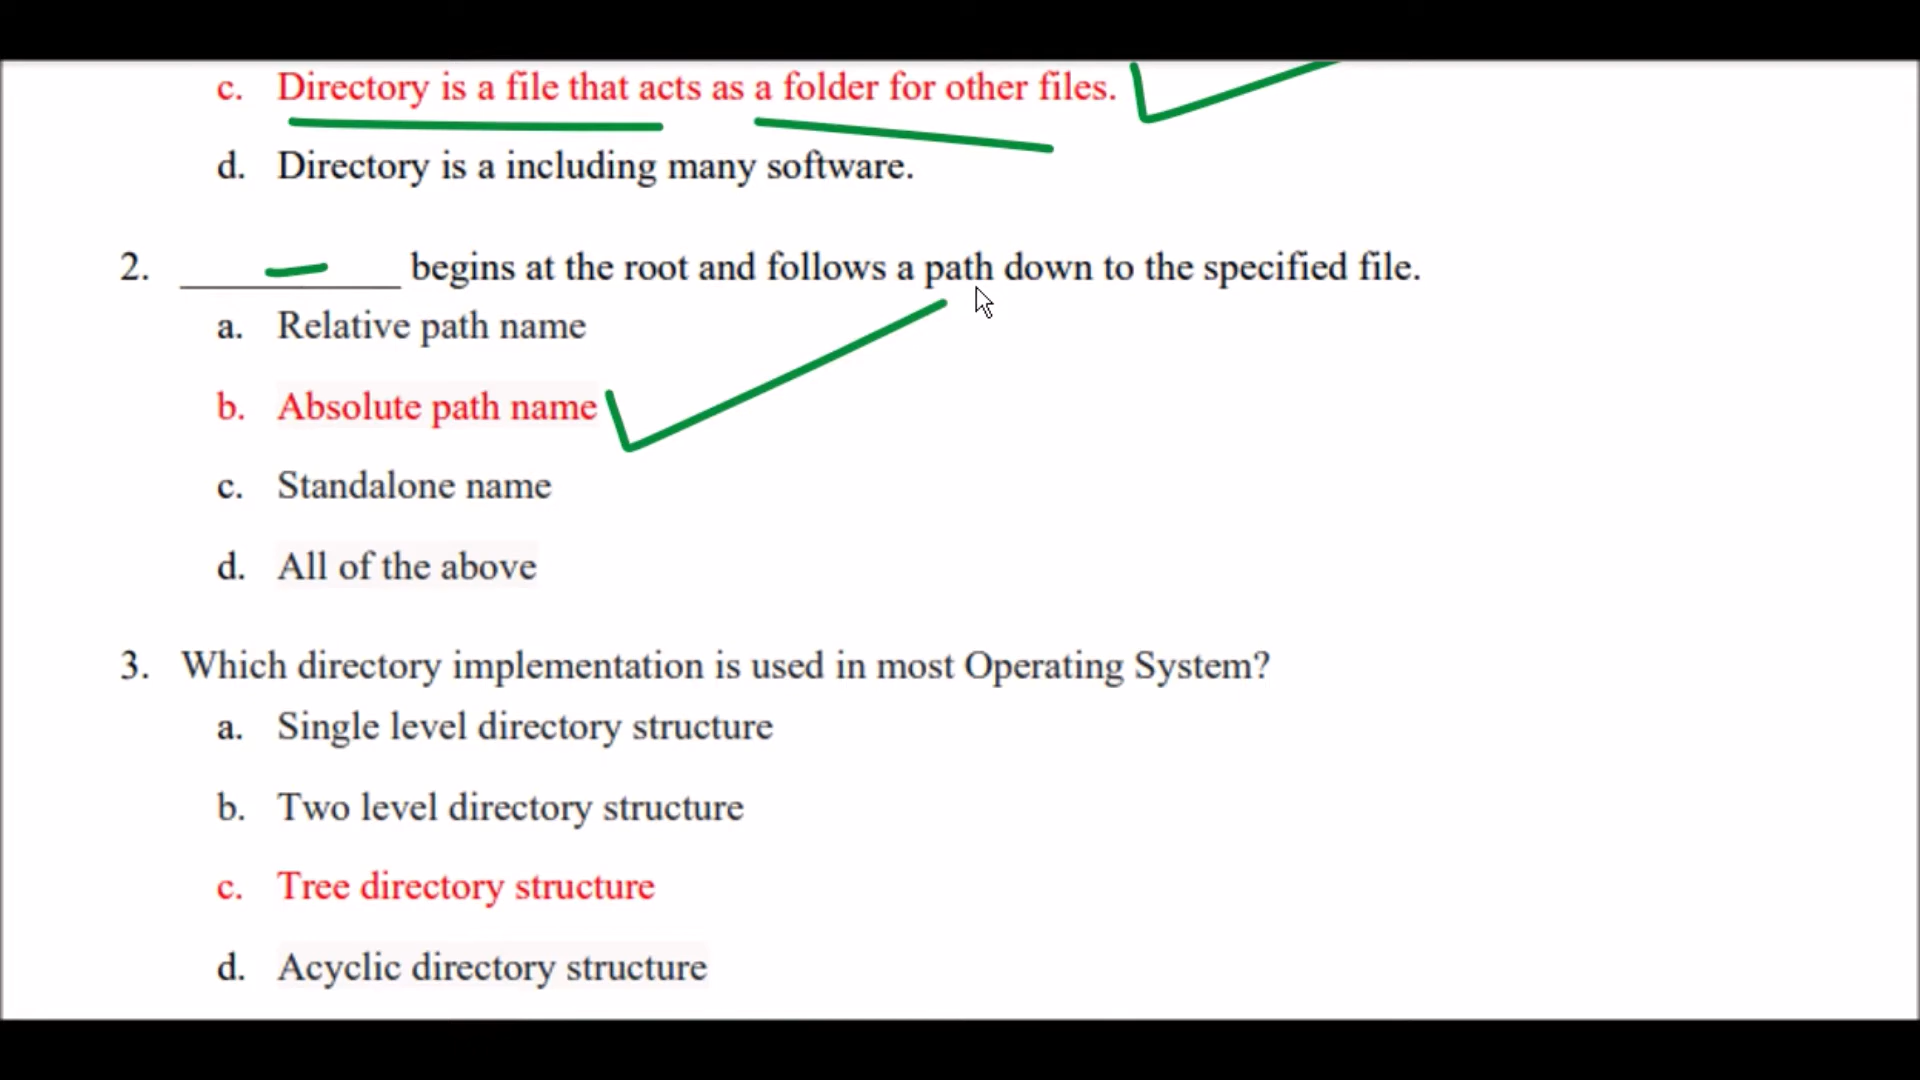 c. Directory is a file that acts as a folder for other files.
d. Directory is a including many software.
2. ___________ begins at the root and follows a path down to the specified file.
a. Relative path name
b. Absolute path name
c. Standalone name
d. All of the above
3. Which directory implementation is used in most Operating System?
a. Single level directory structure
b. Two level directory structure
c. Tree directory structure
d. Acyclic directory structure